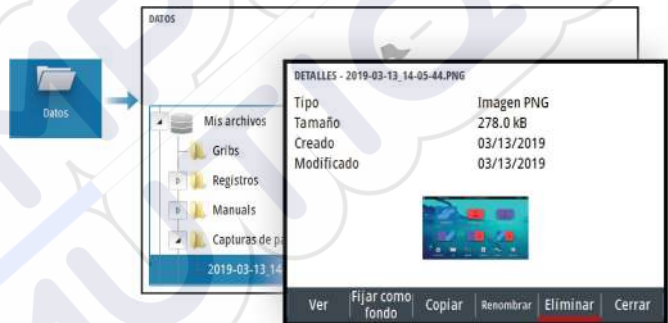 DATOS
Datos
Mis archivos
Gribs
Registros
Manuals
Capturas de pa
2019-03-13_14
DETALLES - 2019-03-13_14-05-44.PNG
Tipo Imagen PNG
Tamaño 278.0 kB
Creado 03/13/2019
Modificado 03/13/2019
Ver Fijar como fondo Copiar Renombrar Eliminar Cerrar